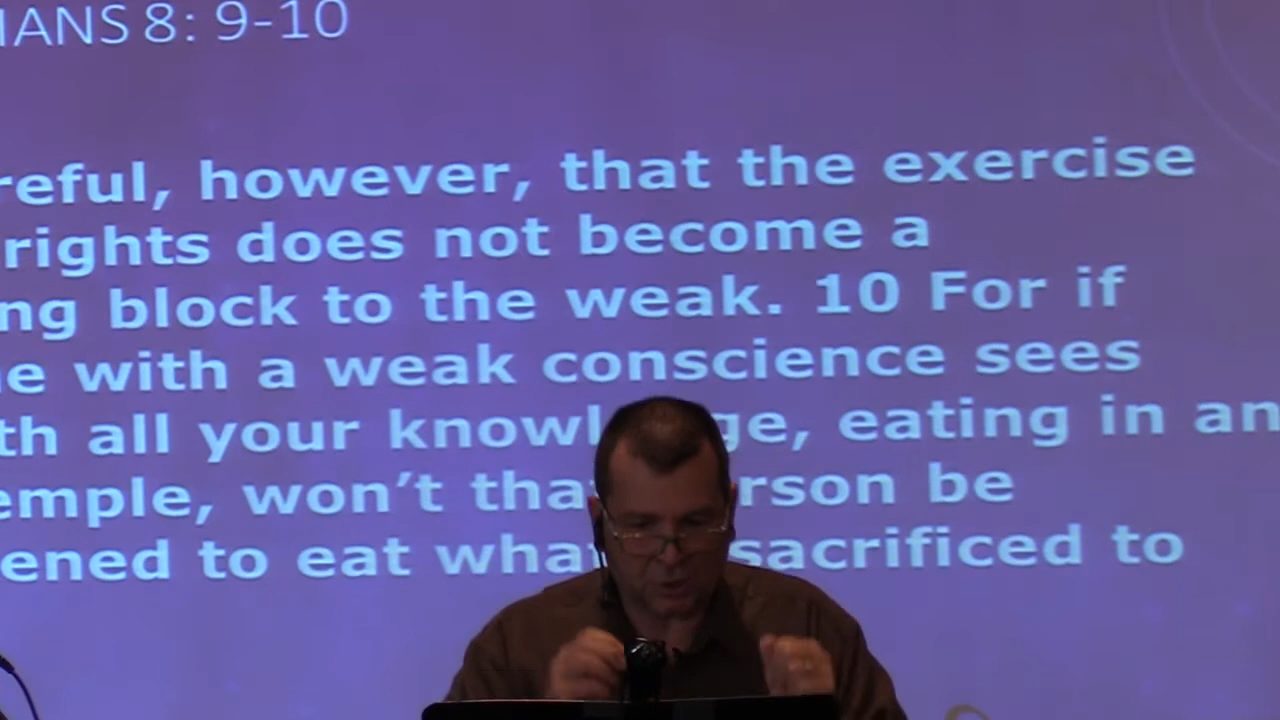 IANS 8: 9-10
reful, however, that the exercise
rights does not become a
ng block to the weak. 10 For if
e with a weak conscience sees
th all your knowl ge, eating in an
emple, won’t tha rson be
ened to eat wha sacrificed to